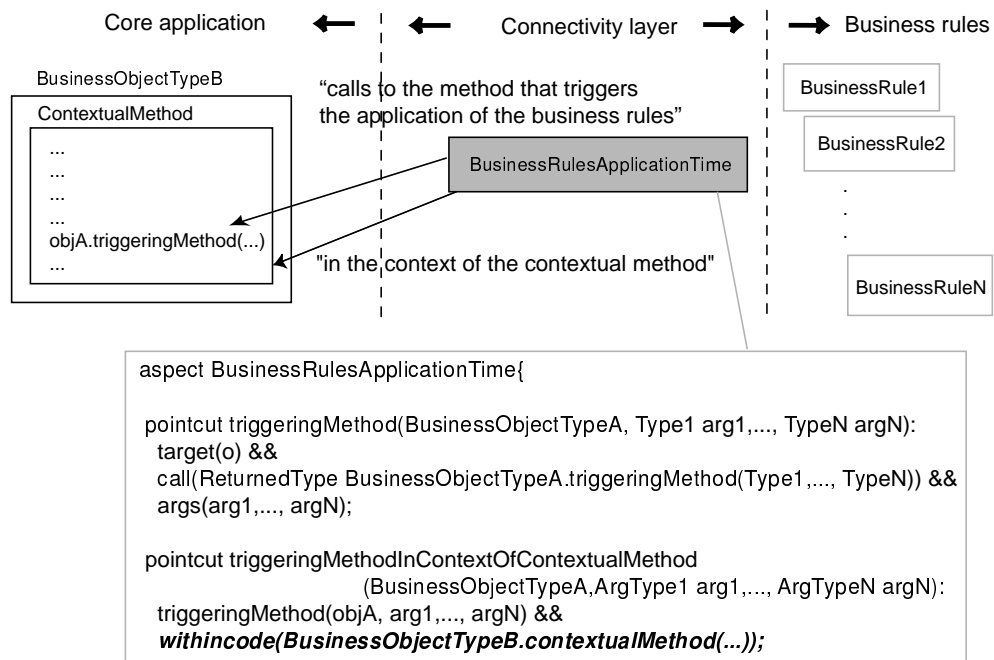 Core application
Connectivity layer
Business rules
BusinessObjectTypeB
ContextualMethod
...
...
...
...
objA.triggeringMethod(...)
...
“calls to the method that triggers
the application of the business rules”
BusinessRulesApplicationTime
"in the context of the contextual method"
BusinessRule1
BusinessRule2
.
.
.
BusinessRuleN
aspect BusinessRulesApplicationTime{
pointcut triggeringMethod(BusinessObjectTypeA, Type1 arg1,..., TypeN argN):
target(o) &&
call(ReturnedType BusinessObjectTypeA.triggeringMethod(Type1,..., TypeN)) &&
args(arg1,..., argN);
pointcut triggeringMethodInContextOfContextualMethod
(BusinessObjectTypeA,ArgType1 arg1,..., ArgTypeN argN):
triggeringMethod(objA, arg1,..., argN) &&
withincode(BusinessObjectTypeB.contextualMethod(...));